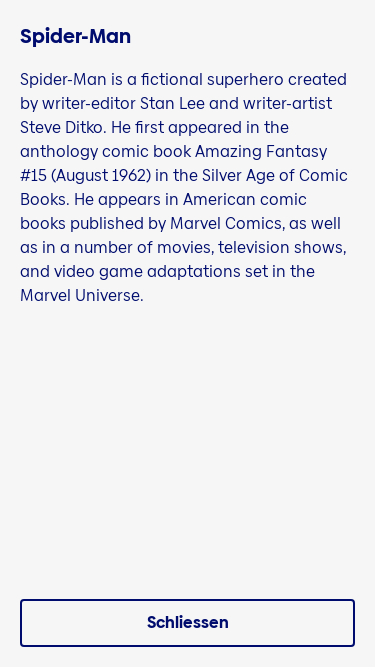 Spider-Man
Spider-Man is a fictional superhero created
by writer-editor Stan Lee and writer-artist
Steve Ditko. He first appeared in the
anthology comic book Amazing Fantasy
#15 (August 1962) in the Silver Age of Comic
Books. He appears in American comic
books published by Marvel Comics, as well
as in a number of movies, television shows,
and video game adaptations set in the
Marvel Universe.
Schliessen